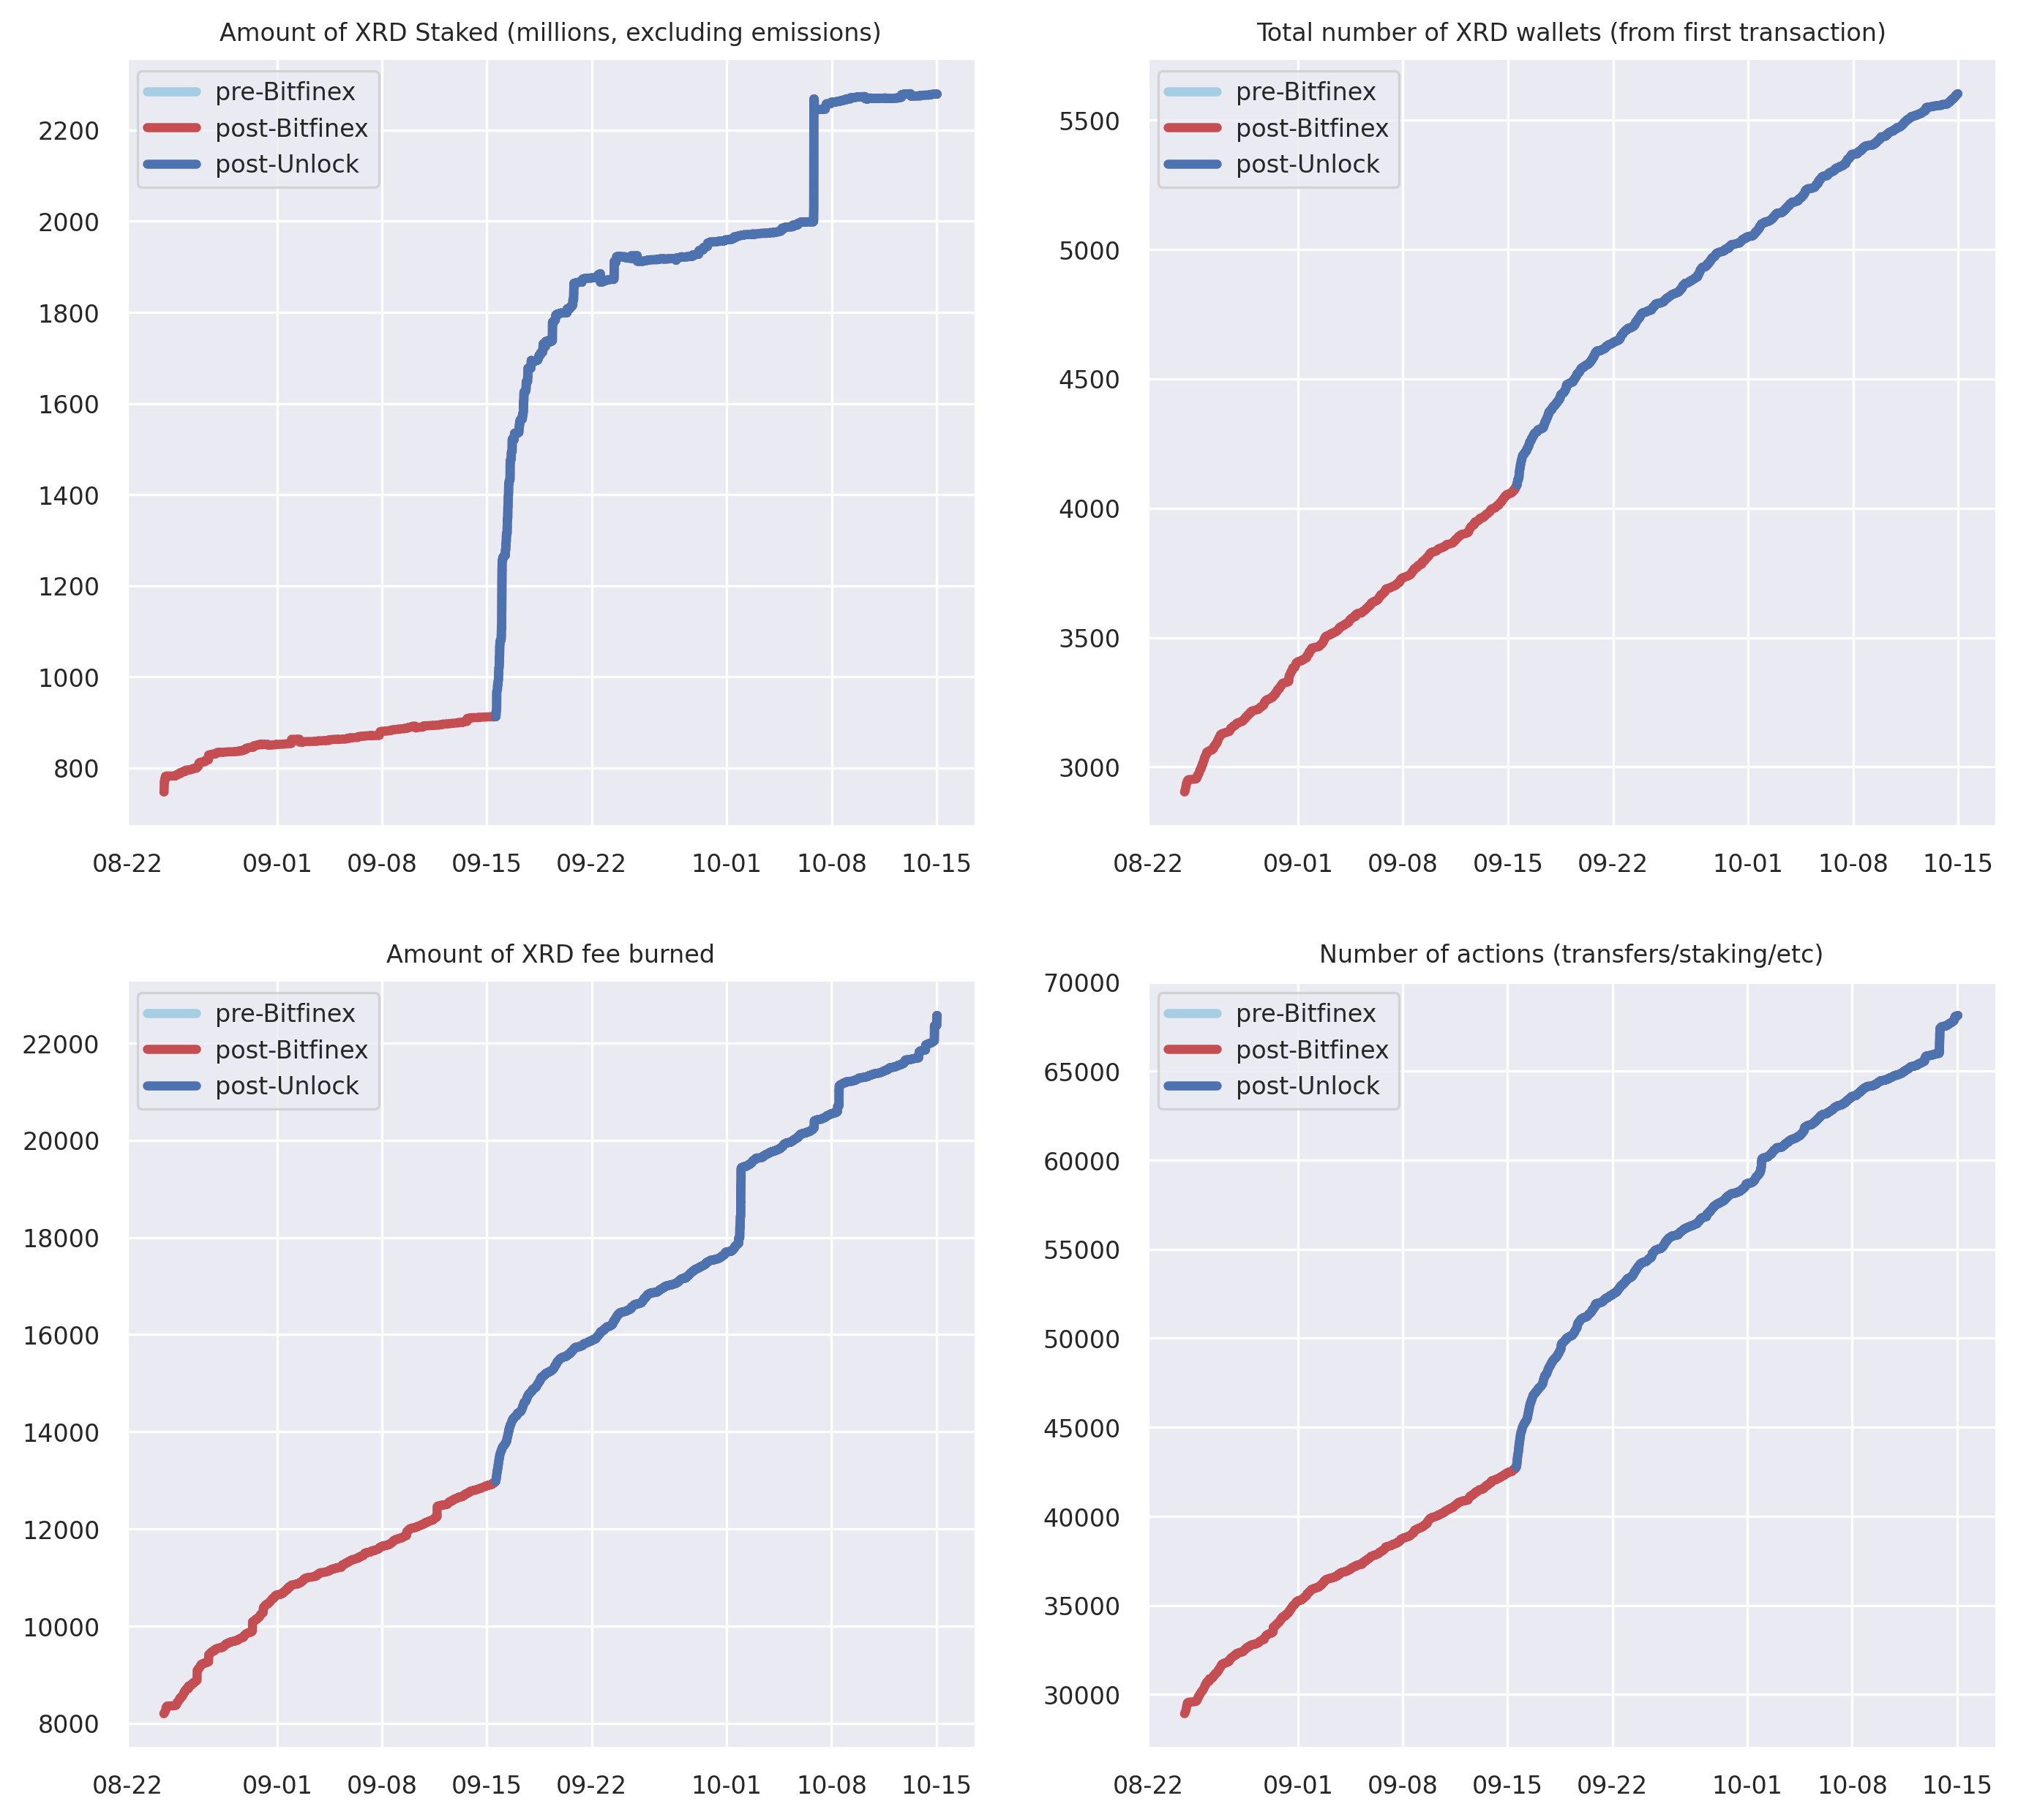 Amount of XRD Staked (millions, excluding emissions)
pre-Bitfinex
post-Bitfinex
post-Unlock
2200
2000
1800
1600
1400
1200
1000
800
08-22 09-01 09-08 09-15 09-22 10-01 10-08 10-15
Total number of XRD wallets (from first transaction)
pre-Bitfinex
post-Bitfinex
post-Unlock
5500
5000
4500
4000
3500
3000
08-22 09-01 09-08 09-15 09-22 10-01 10-08 10-15
Amount of XRD fee burned
pre-Bitfinex
post-Bitfinex
post-Unlock
22000
20000
18000
16000
14000
12000
10000
8000
08-22 09-01 09-08 09-15 09-22 10-01 10-08 10-15
Number of actions (transfers/staking/etc)
70000
pre-Bitfinex
post-Bitfinex
post-Unlock
65000
60000
55000
50000
45000
40000
35000
30000
08-22 09-01 09-08 09-15 09-22 10-01 10-08 10-15